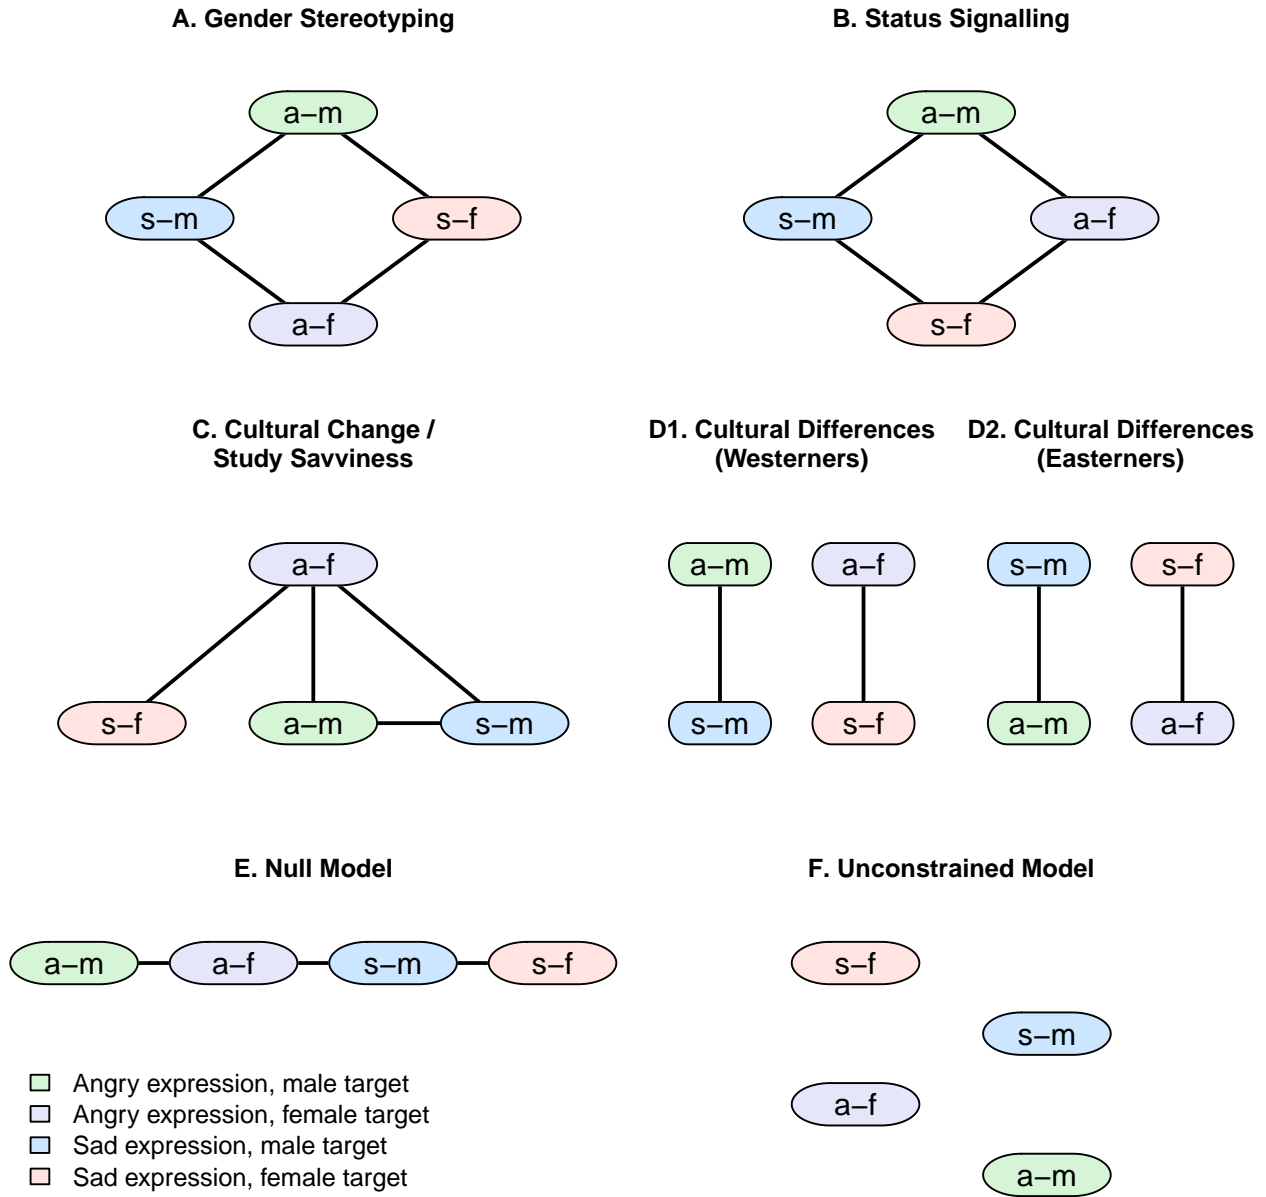 A. Gender Stereotyping
a–m
s–m
s–f
a–f
B. Status Signalling
a–m
s–m
a–f
s–f
C. Cultural Change /
Study Savviness
a–f
s–f
a–m
s–m
D1. Cultural Differences
(Westerners)
a–m
a–f
s–m
s–f
D2. Cultural Differences
(Easterners)
s–m
s–f
a–m
a–f
E. Null Model
a–m
a–f
s–m
s–f
Angry expression, male target
Angry expression, female target
Sad expression, male target
Sad expression, female target
F. Unconstrained Model
s–f
s–m
a–f
a–m